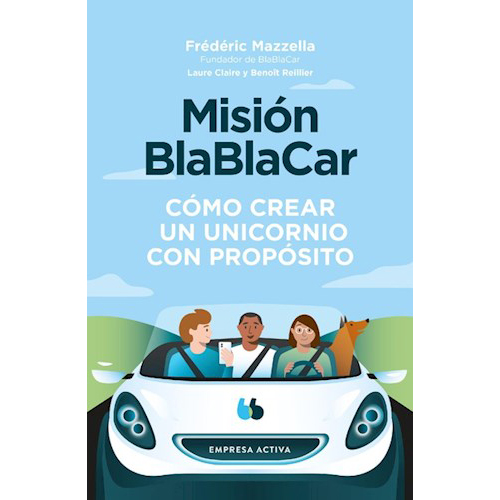 Frédéric Mazzella
Fundador de BlaBlaCar
Laure Claire y Benoît Reillier
Misión
BlaBlaCar
CÓMO CREAR
UN UNICORNIO
CON PROPÓSITO
EMPRESA ACTIVA